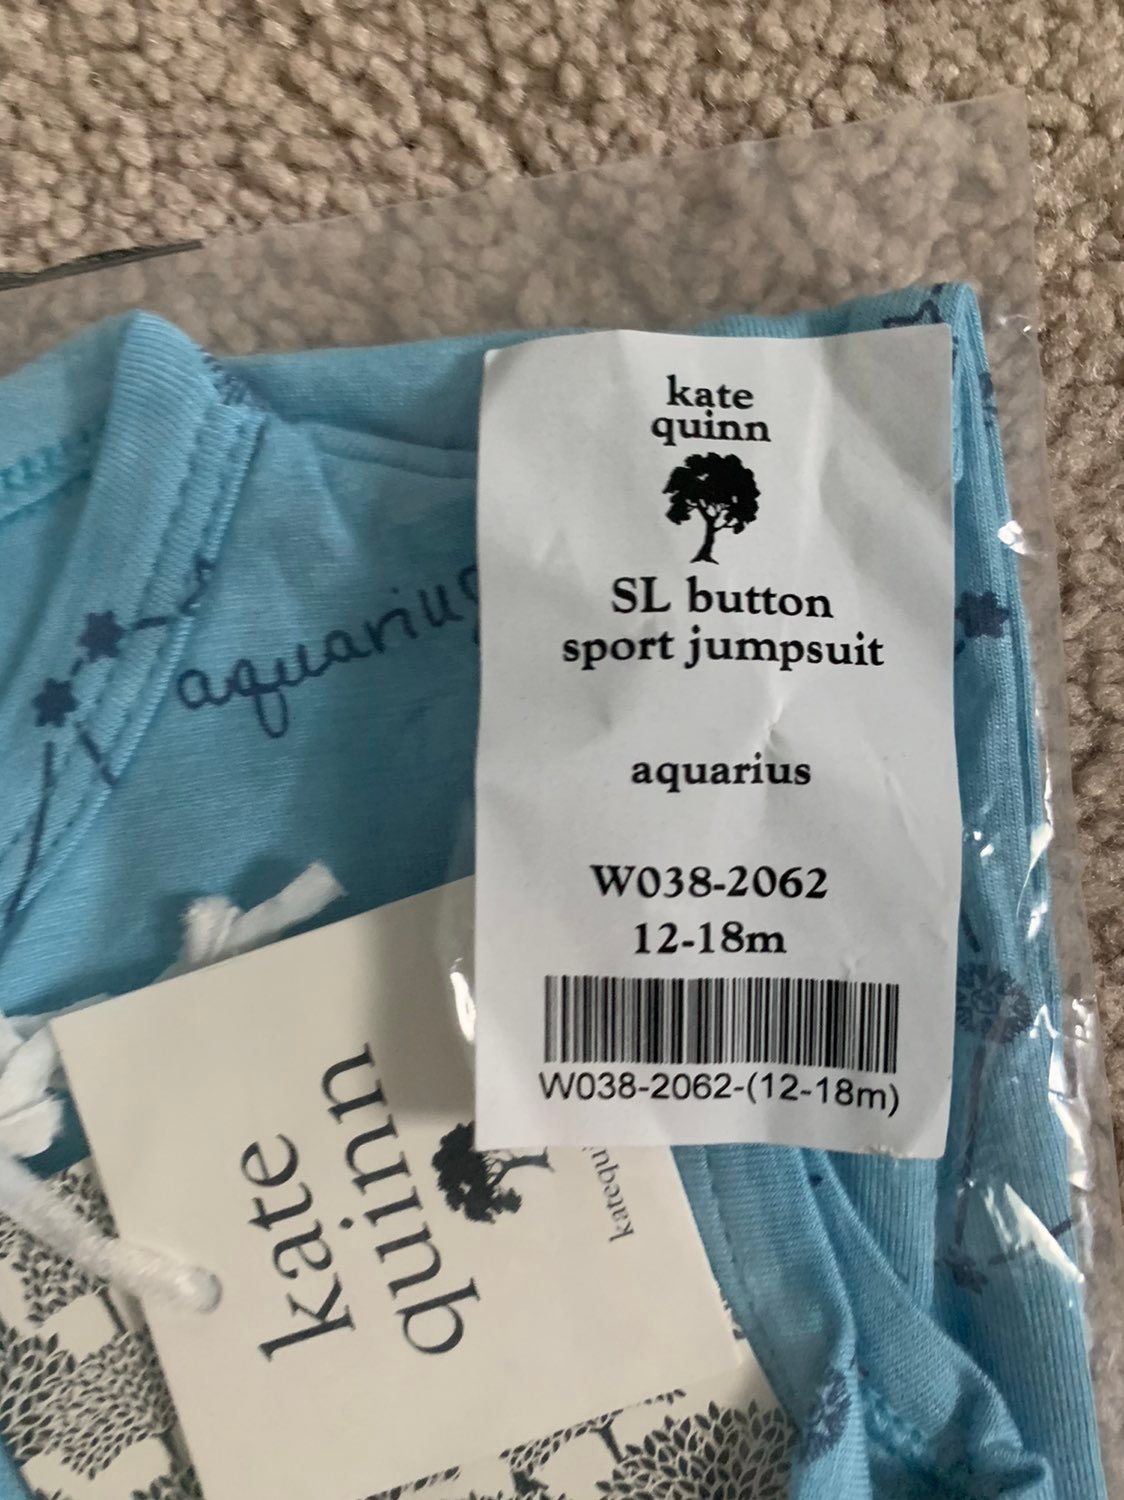 kate
quinn
SL button
sport jumpsuit
aquarius
W038-2062
12-18m
W038-2062-(12-18m)
aquarius
kate
quinn